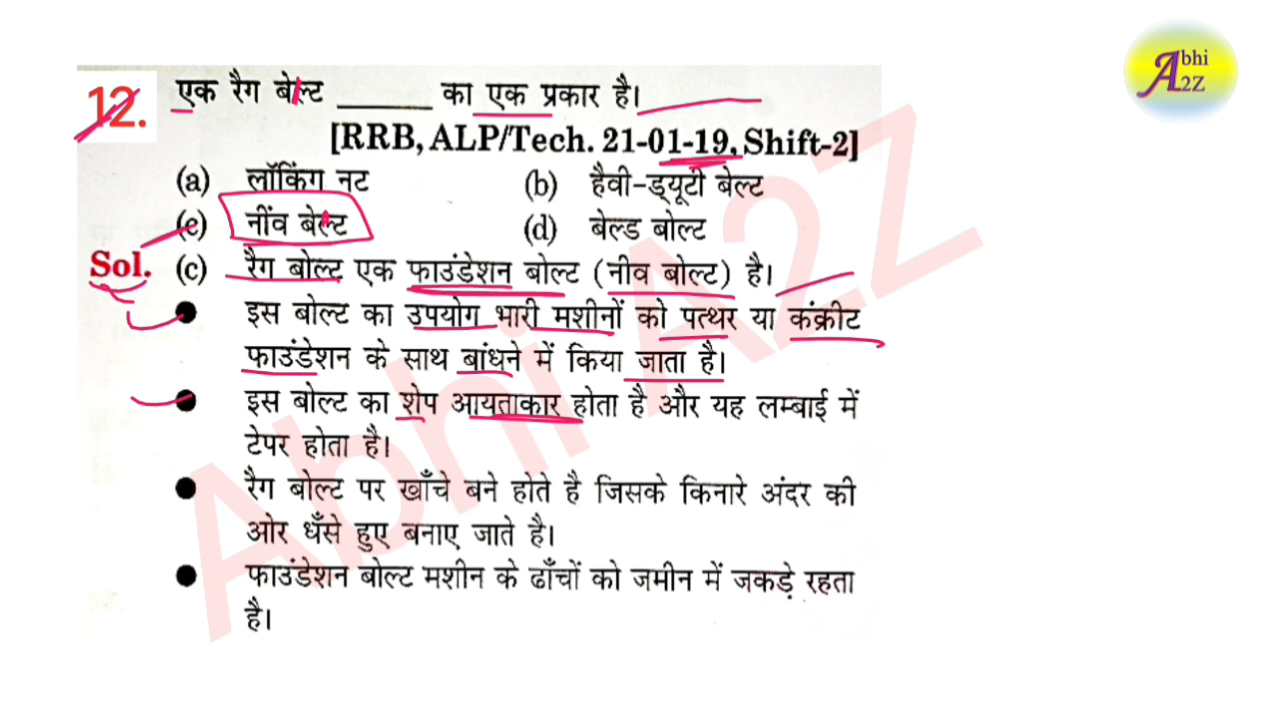 12. एक रैग बेल्ट ______ का एक प्रकार है।
[RRB, ALP/Tech. 21-01-19, Shift-2]
(a) लॉकिंग नट (b) हैवी-ड्यूटी बेल्ट
(c) नींव बेल्ट (d) बेल्ड बोल्ट
Sol. (c) रैग बोल्ट एक फाउंडेशन बोल्ट (नीव बोल्ट) है।
● इस बोल्ट का उपयोग भारी मशीनों को पत्थर या कंक्रीट
फाउंडेशन के साथ बांधने में किया जाता है।
● इस बोल्ट का शेप आयताकार होता है और यह लम्बाई में
टेपर होता है।
● रैग बोल्ट पर खाँचे बने होते है जिसके किनारे अंदर की
ओर धँसे हुए बनाए जाते है।
● फाउंडेशन बोल्ट मशीन के ढाँचों को जमीन में जकड़े रहता
है।
Abhi A2Z
Abhi A2Z